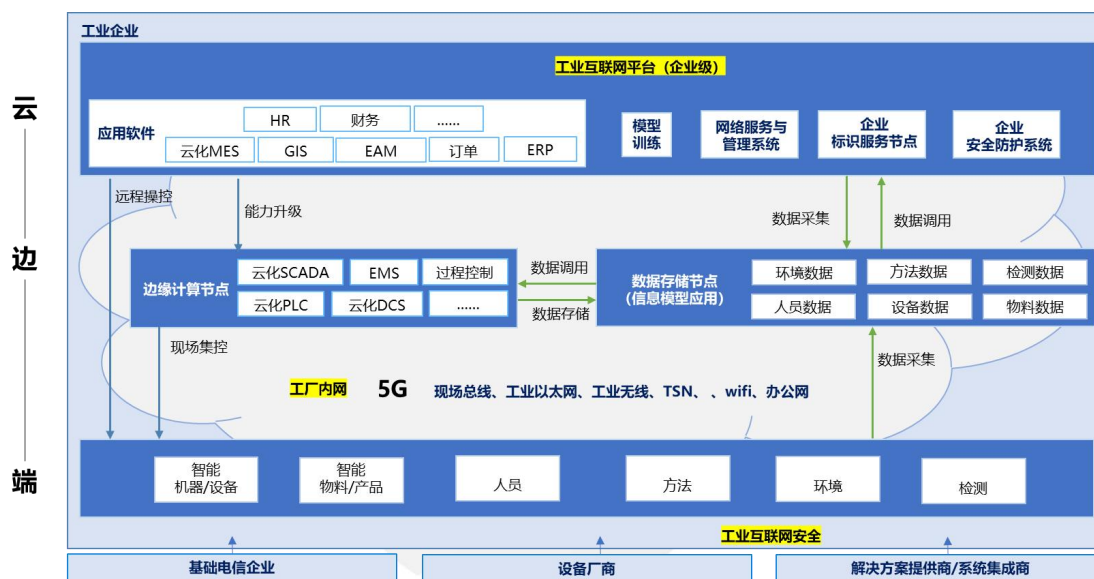 工业企业
工业互联网平台（企业级）
云
应用软件
HR
财务
......
云化MES
GIS
EAM
订单
ERP
模型
训练
网络服务与
管理系统
企业
标识服务节点
企业
安全防护系统
远程操控
能力升级
数据采集
数据调用
边
边缘计算节点
云化SCADA
EMS
过程控制
云化PLC
云化DCS
......
数据调用
数据存储
数据存储节点
（信息模型应用）
环境数据
方法数据
检测数据
人员数据
设备数据
物料数据
现场集控
数据采集
工厂内网
5G
现场总线、工业以太网、工业无线、TSN、 、wifi、办公网
端
智能
机器/设备
智能
物料/产品
人员
方法
环境
检测
工业互联网安全
基础电信企业
设备厂商
解决方案提供商/系统集成商